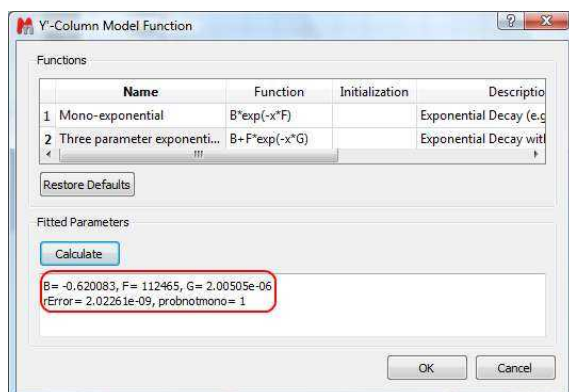 Y'-Column Model Function
Functions
Name Function Initialization Descriptio
1 Mono-exponential B*exp(-x*F) Exponential Decay (e.g
2 Three parameter exponenti... B+F*exp(-x*G) Exponential Decay witl
Restore Defaults
Fitted Parameters
Calculate
B= -0.620083, F= 112465, G= 2.00505e-06
rError= 2.02261e-09, probnotmono= 1
OK Cancel